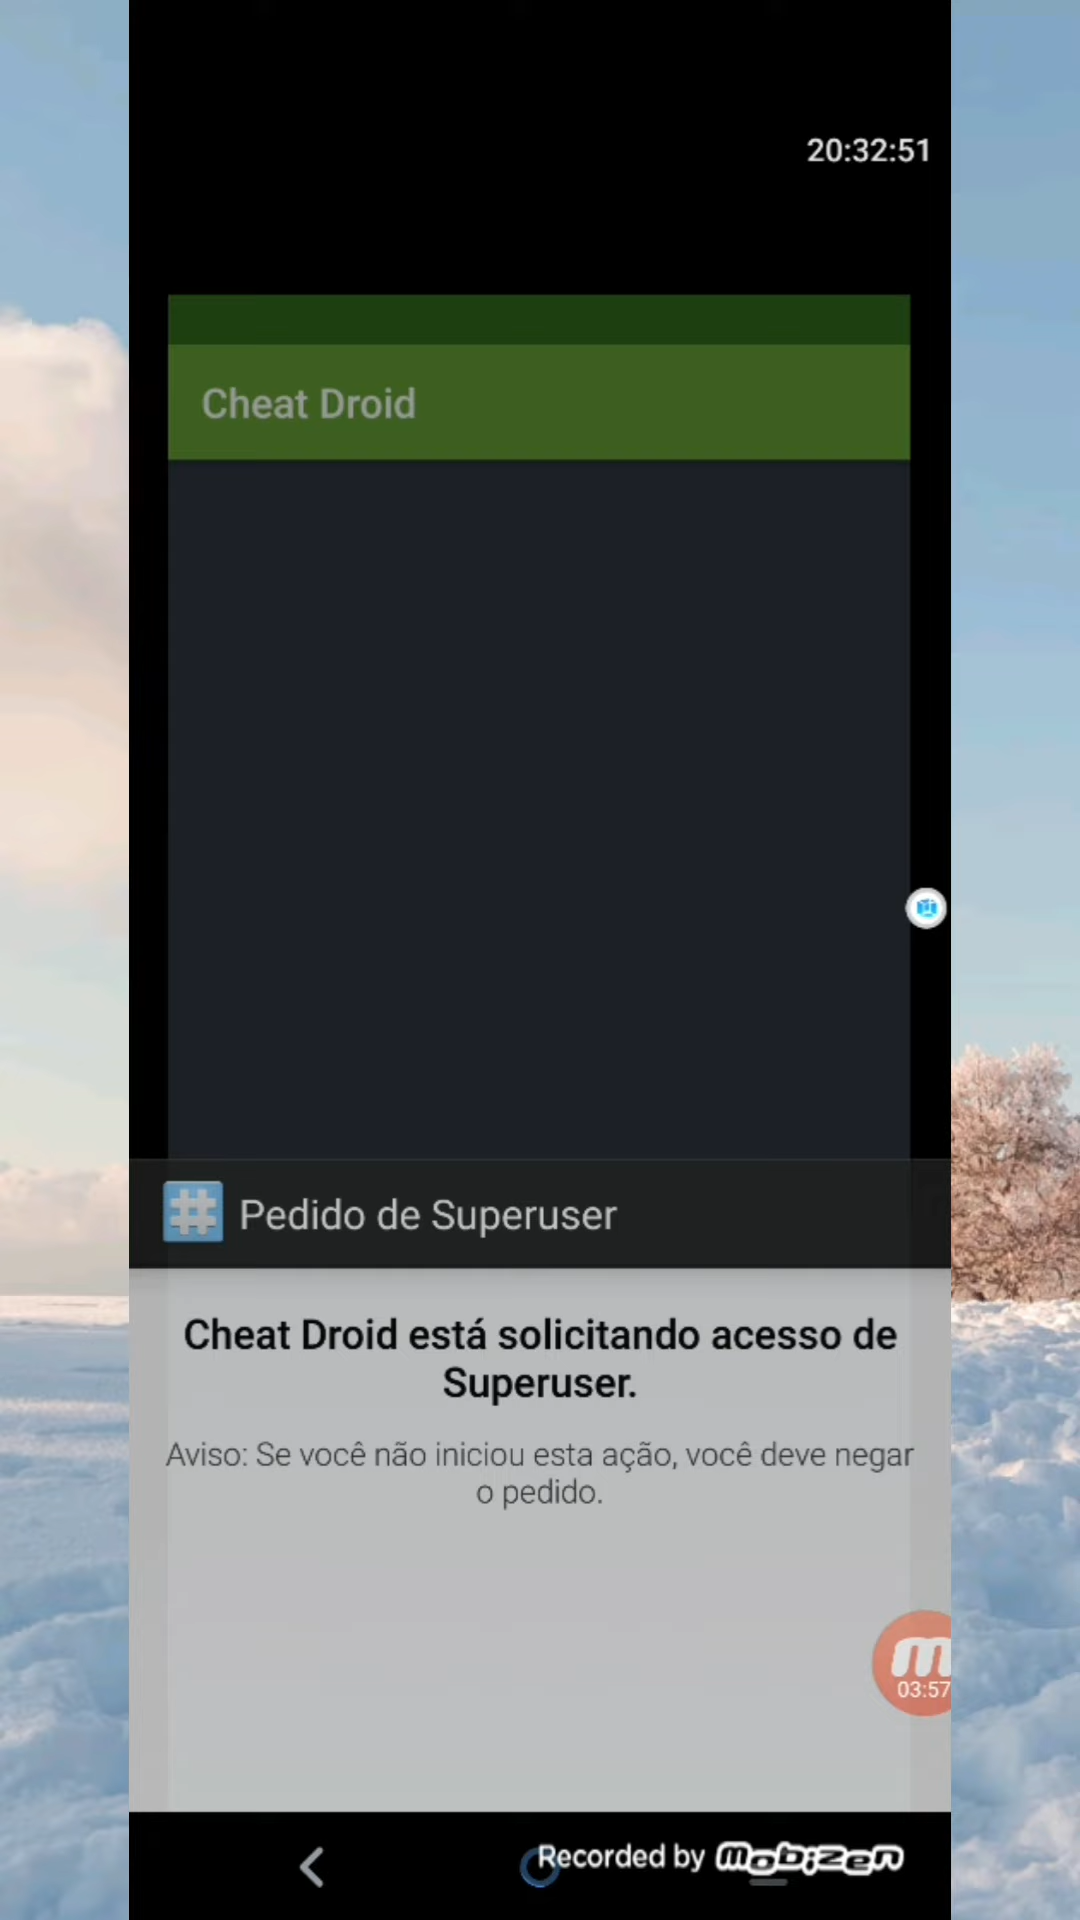 20:32:51
Cheat Droid
Pedido de Superuser
Cheat Droid está solicitando acesso de
Superuser.
Aviso: Se você não iniciou esta ação, você deve negar
o pedido.
m
03:57
Recorded by mobizen